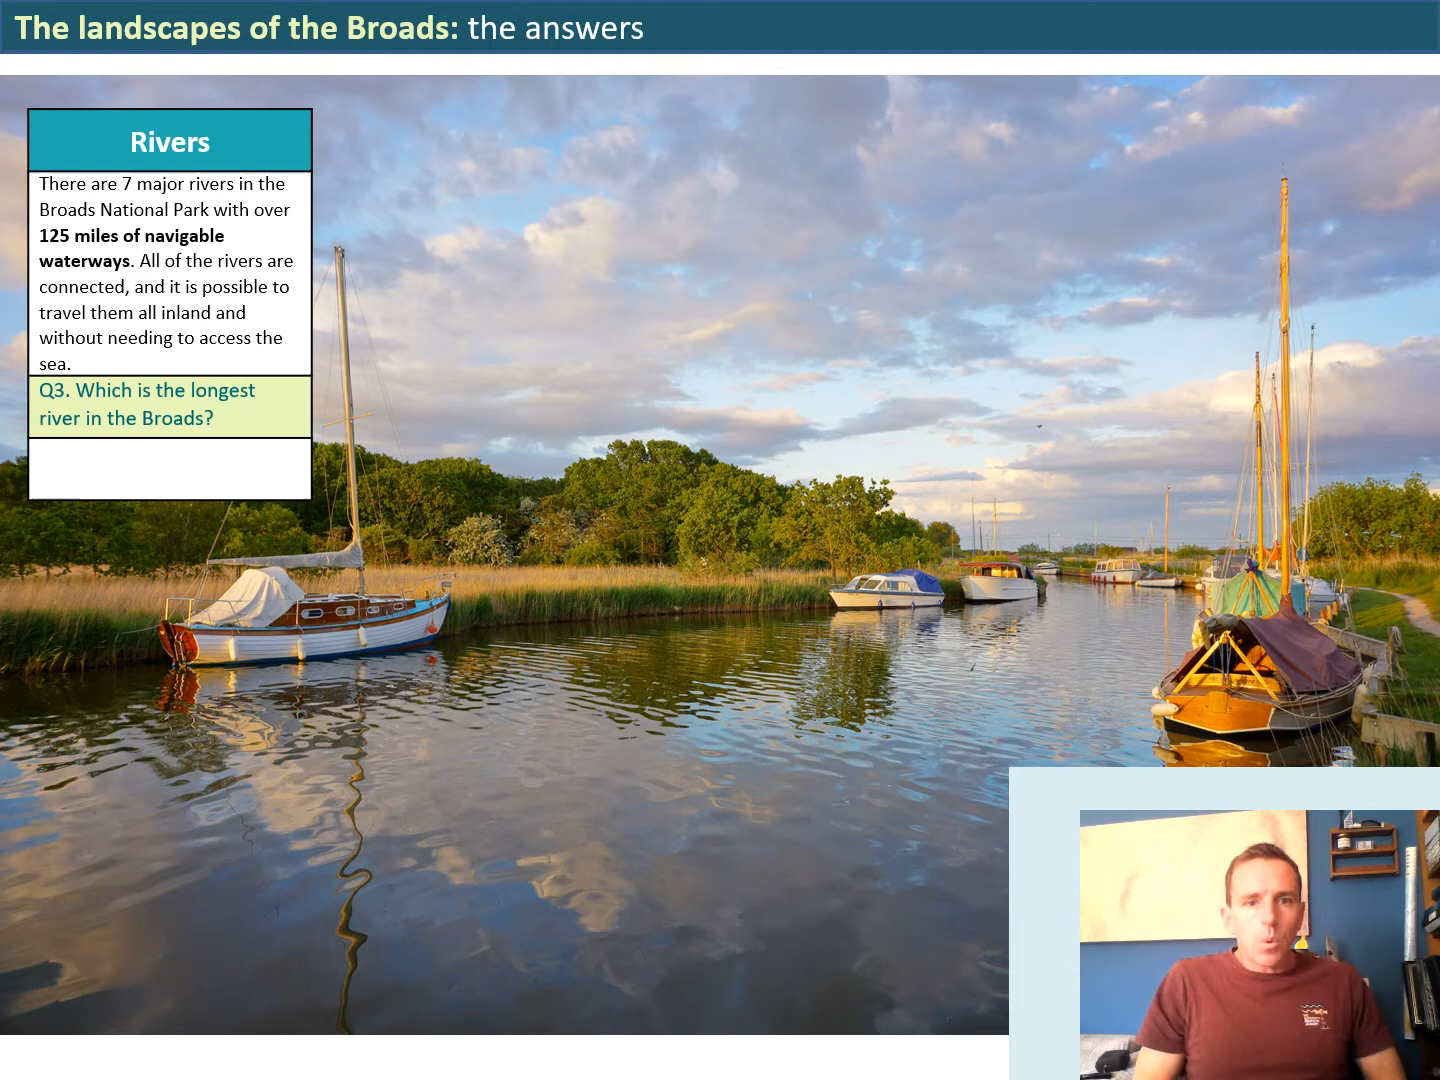 The landscapes of the Broads: the answers
Rivers
There are 7 major rivers in the
Broads National Park with over
125 miles of navigable
waterways. All of the rivers are
connected, and it is possible to
travel them all inland and
without needing to access the
sea.
Q3. Which is the longest
river in the Broads?